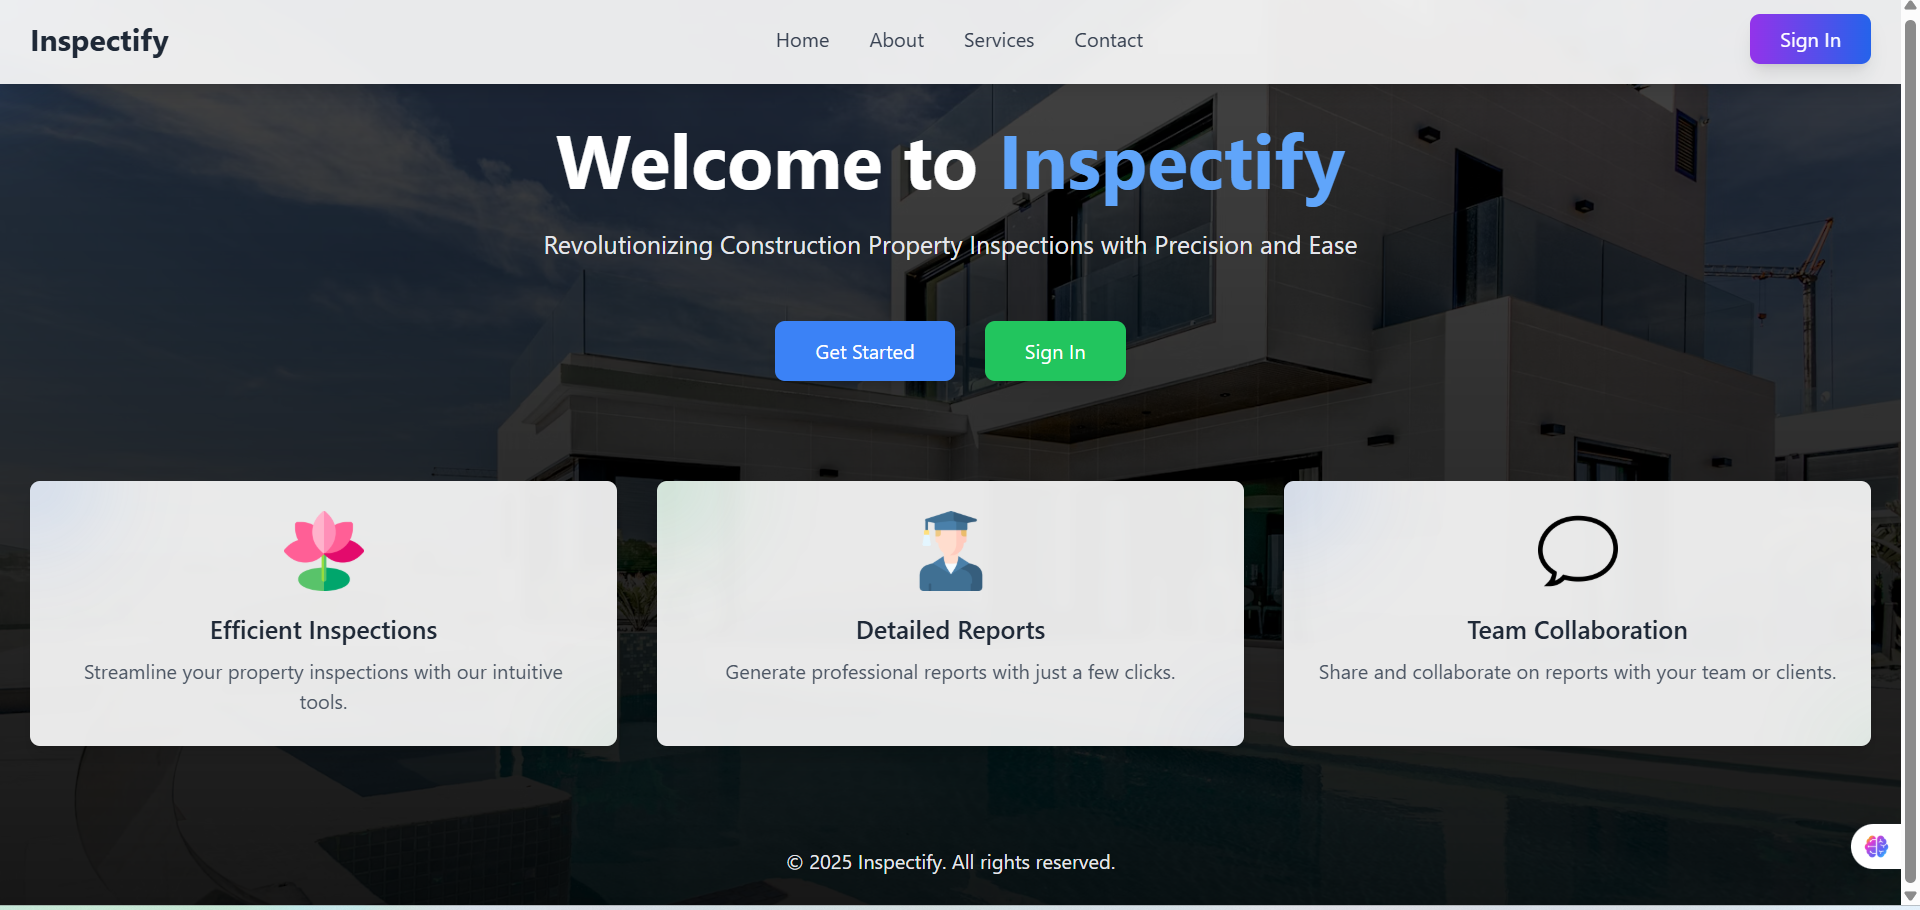 Inspectify
Home
About
Services
Contact
Sign In
Welcome to Inspectify
Revolutionizing Construction Property Inspections with Precision and Ease
Get Started
Sign In
Efficient Inspections
Streamline your property inspections with our intuitive
tools.
Detailed Reports
Generate professional reports with just a few clicks.
Team Collaboration
Share and collaborate on reports with your team or clients.
© 2025 Inspectify. All rights reserved.